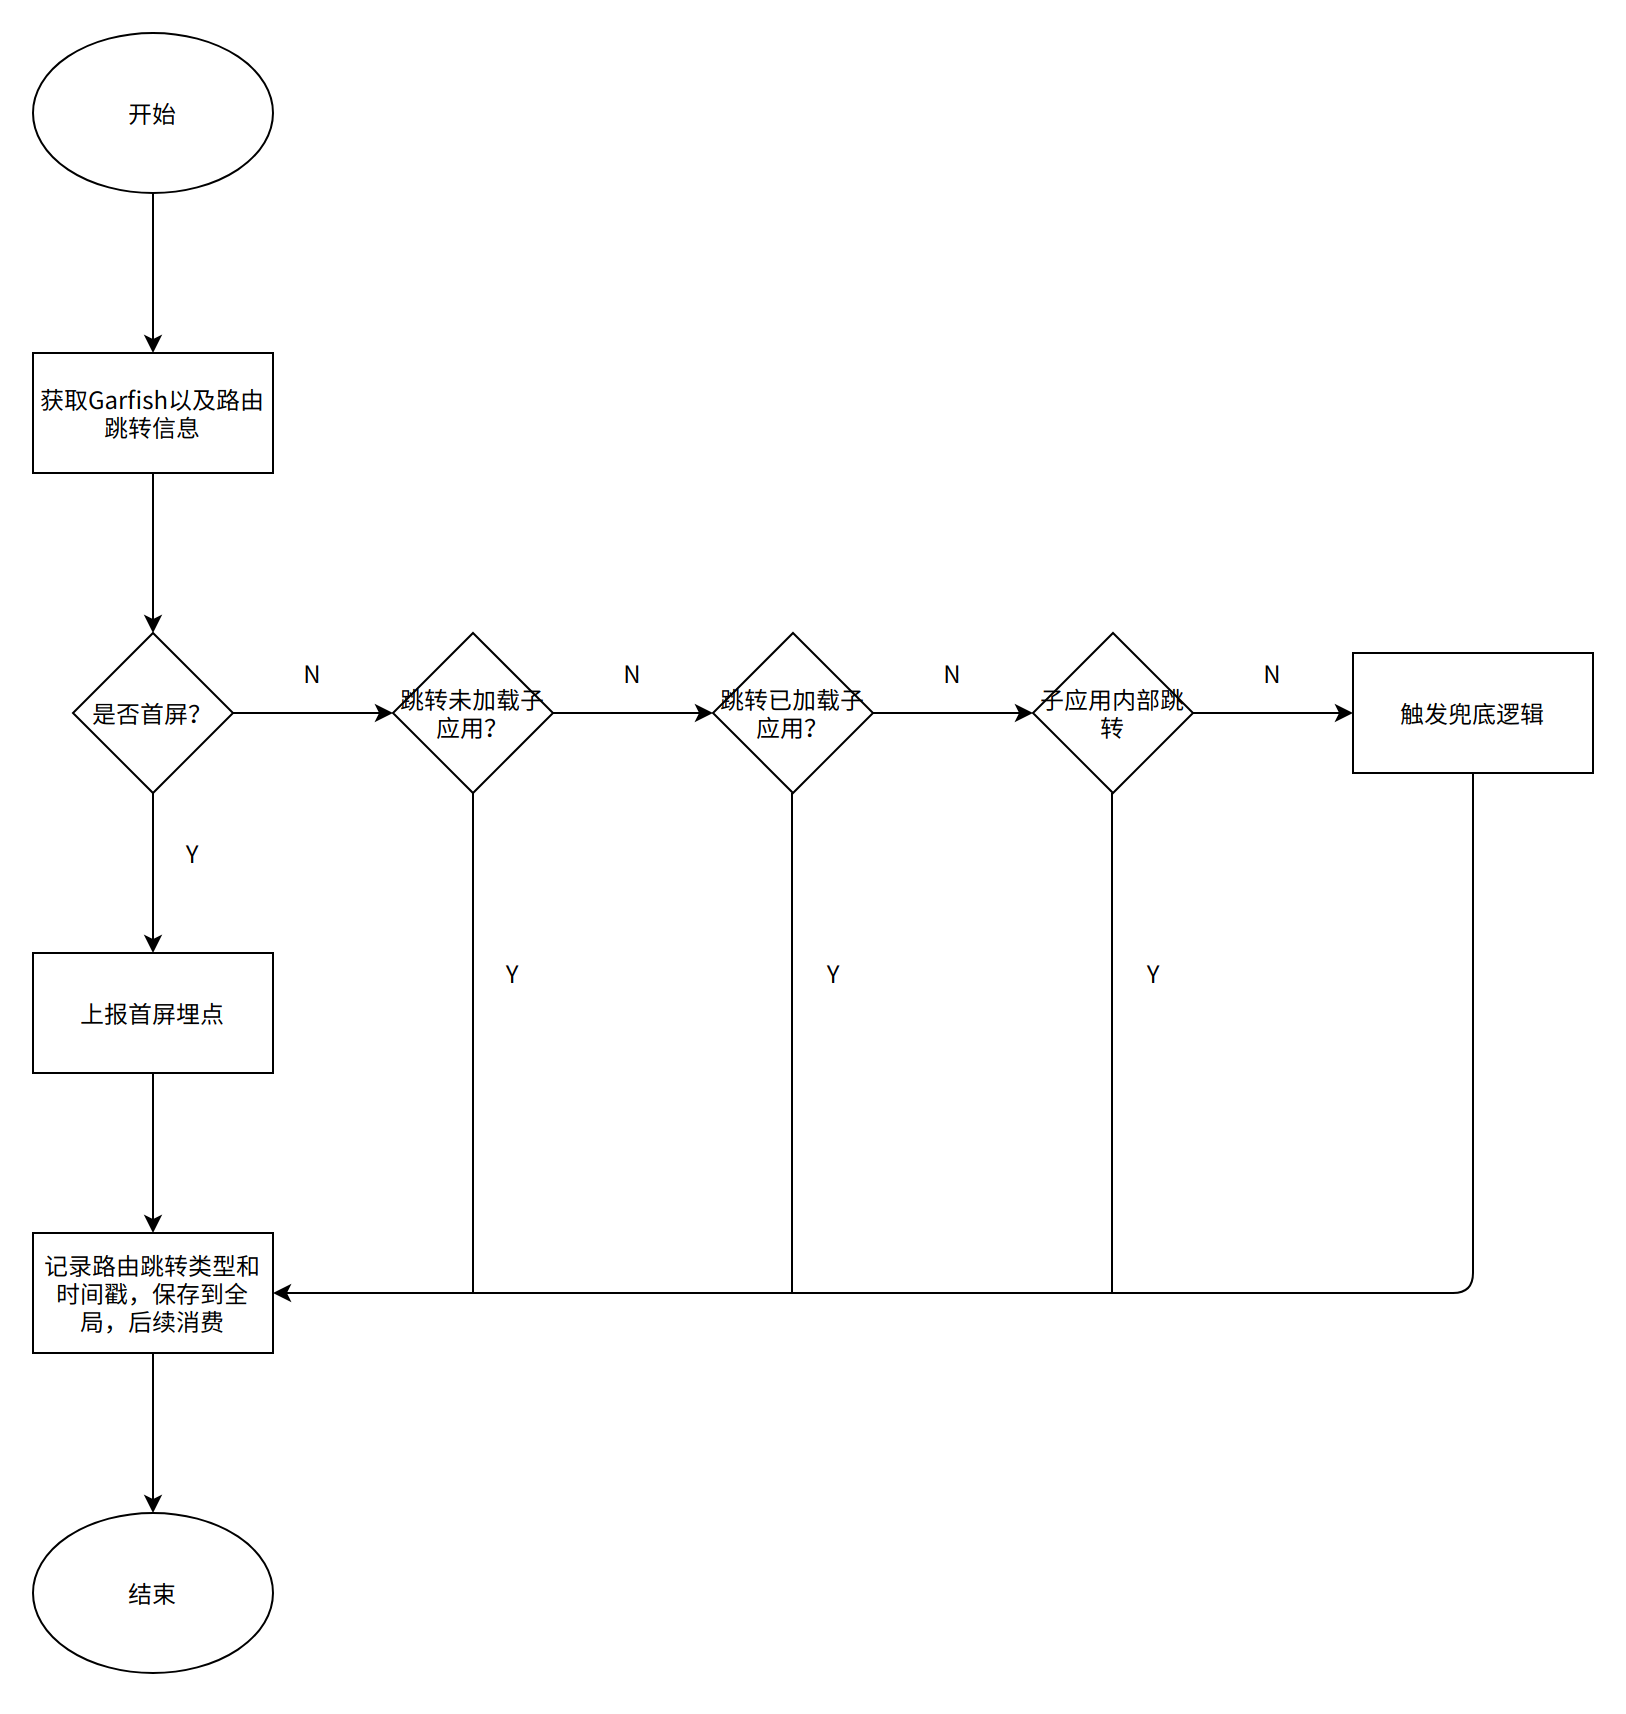 开始
获取Garfish以及路由
跳转信息
是否首屏？
N
跳转未加载子
应用？
N
跳转已加载子
应用？
N
子应用内部跳
转
N
触发兜底逻辑
Y
Y
Y
Y
上报首屏埋点
记录路由跳转类型和
时间戳，保存到全
局，后续消费
结束